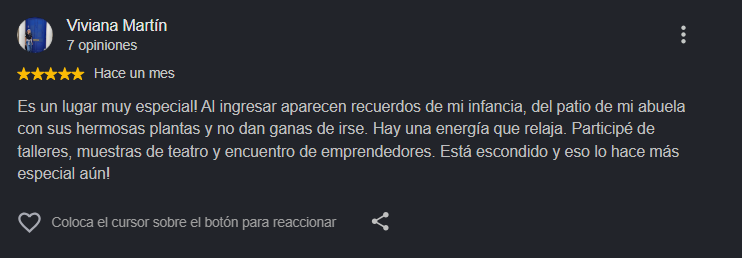 Viviana Martín
7 opiniones
Hace un mes
Es un lugar muy especial! Al ingresar aparecen recuerdos de mi infancia, del patio de mi abuela
con sus hermosas plantas y no dan ganas de irse. Hay una energía que relaja. Participé de
talleres, muestras de teatro y encuentro de emprendedores. Está escondido y eso lo hace más
especial aún!
Coloca el cursor sobre el botón para reaccionar